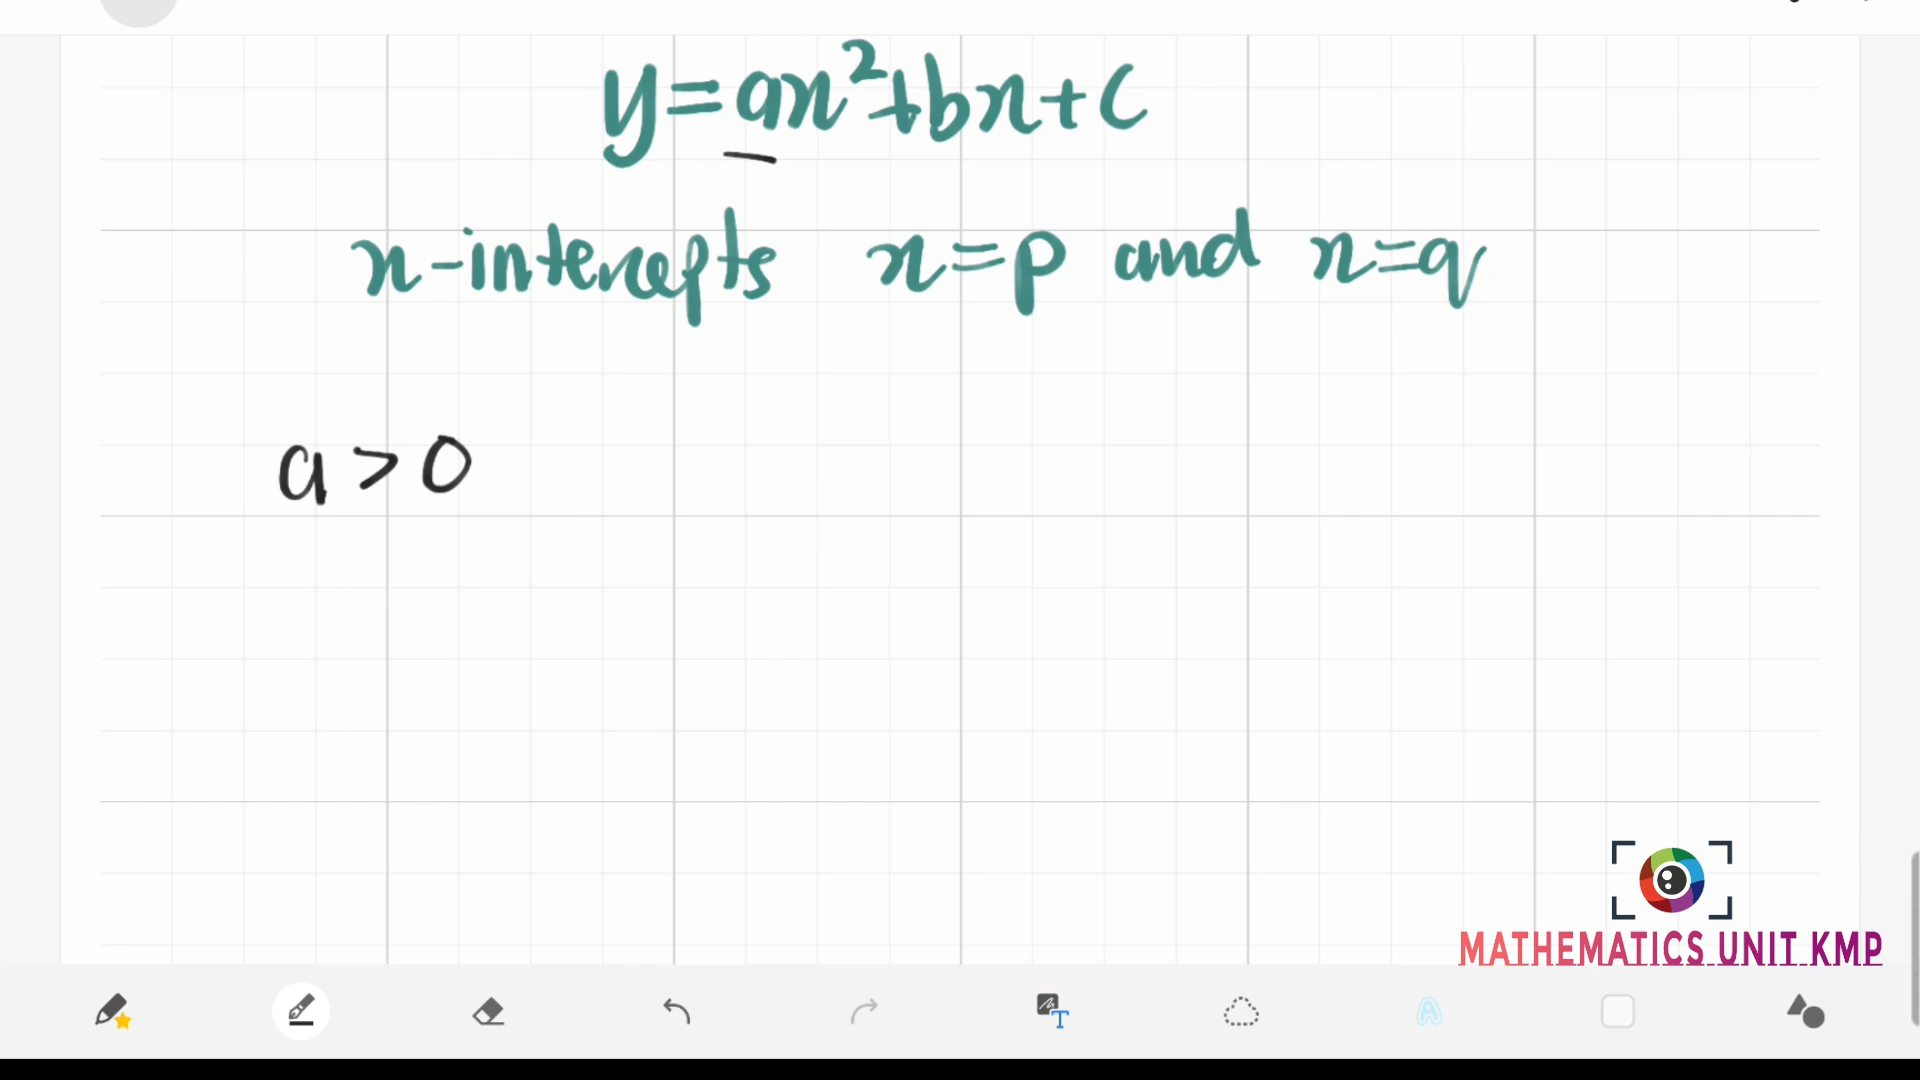 y=ax²+bx+c
x-intercepts x=p and x=q
a>0
MATHEMATICS UNIT KMP